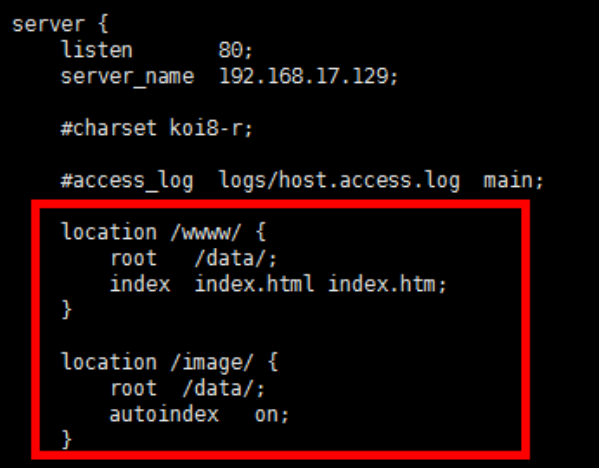 server {
    listen       80;
    server_name  192.168.17.129;

    #charset koi8-r;

    #access_log  logs/host.access.log  main;

    location /www/ {
        root   /data/;
        index  index.html index.htm;
    }

    location /image/ {
        root  /data/;
        autoindex   on;
    }